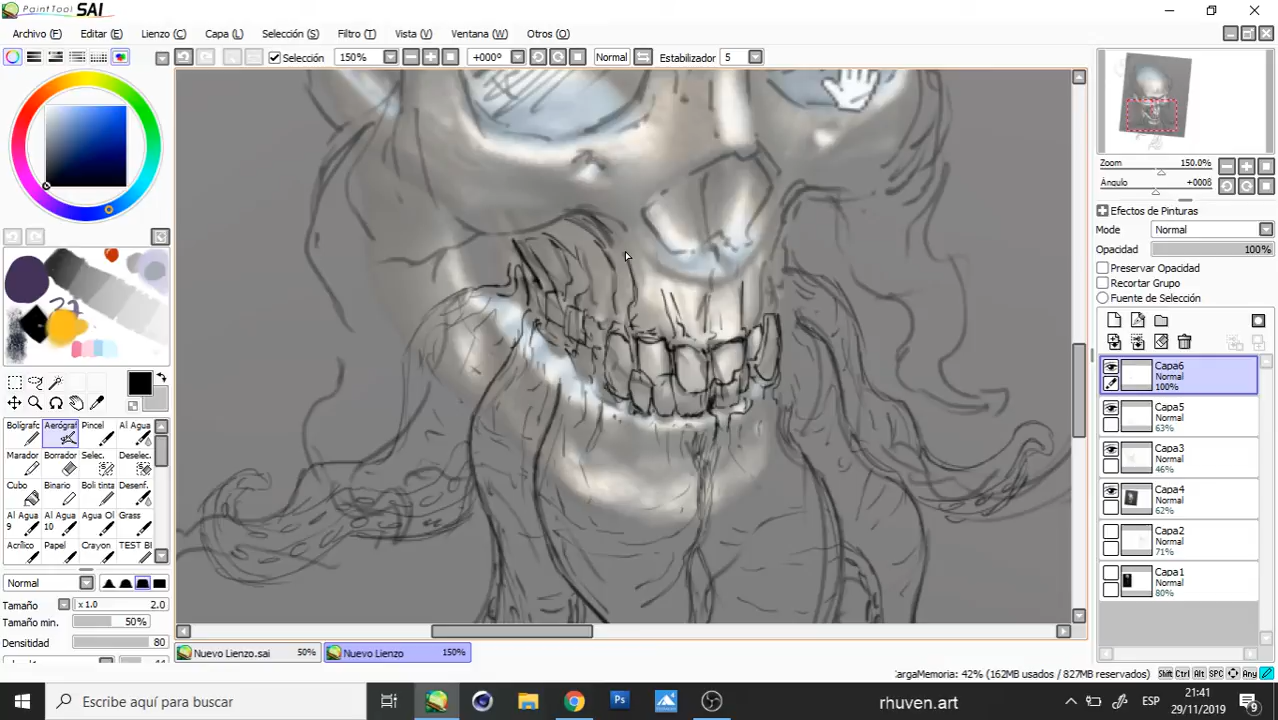 PaintTool SAI
Archivo (F) Editar (E) Lienzo (C) Capa (L) Selección (S) Filtro (T) Vista (V) Ventana (W) Otros (O)
Selección 150% +000° Normal Estabilizador 5
Zoom 150.0%
Ángulo
Efectos de Pinturas
Mode Normal
Opacidad 100%
Preservar Opacidad
Recortar Grupo
Fuente de Selección
Capa6
Normal
100%
Capa5
Normal
63%
Capa3
Normal
46%
Capa4
Normal
62%
Capa2
Normal
71%
Capa1
Normal
80%
Bolígrafc Aerógraf Pincel Al Agua
Marador Borrador Selec. Deselec.
Cubo Binario Boli tinta Desenf.
Al Agua 9 Al Agua 10 Agua Ol Grass
Acrílico Papel Crayon TEST BI
Normal
Tamaño x 1.0 2.0
Tamaño min. 50%
Densitidad 80
Nuevo Lienzo.sai 50% Nuevo Lienzo 150%
argaMemoria: 42% (162MB usados / 827MB reservados) Shift Ctrl Alt SPC Any
Escribe aquí para buscar
rhuven.art
ESP
21:41
29/11/2019